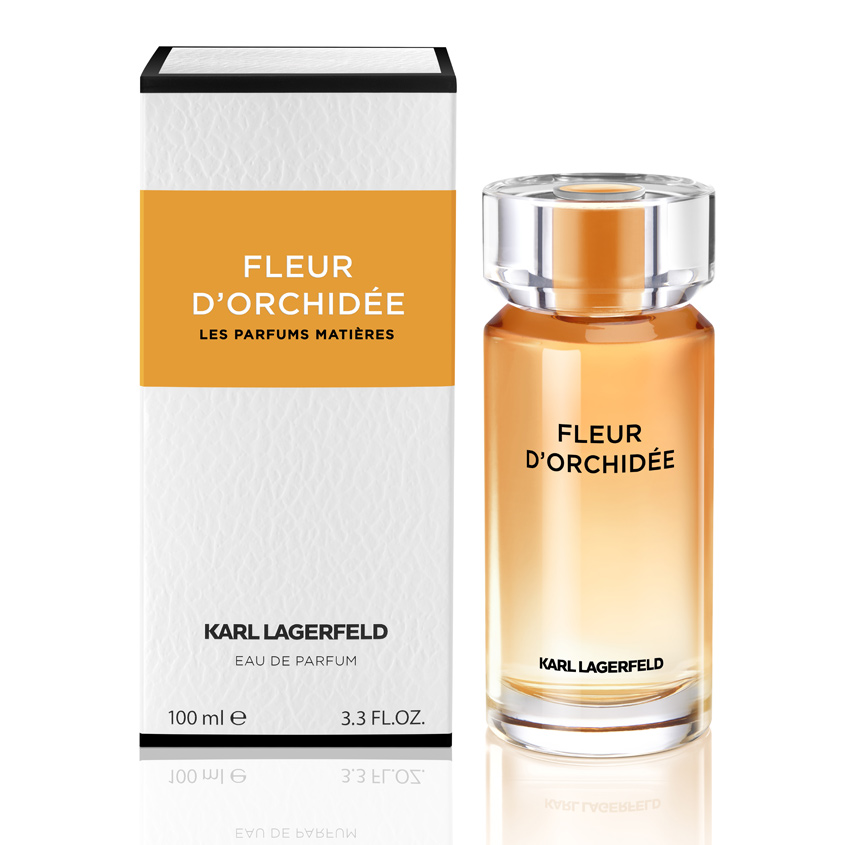 FLEUR
D'ORCHIDÉE
LES PARFUMS MATIÈRES
KARL LAGERFELD
EAU DE PARFUM
100 ml ℮
3.3 FL.OZ.
FLEUR
D'ORCHIDÉE
KARL LAGERFELD